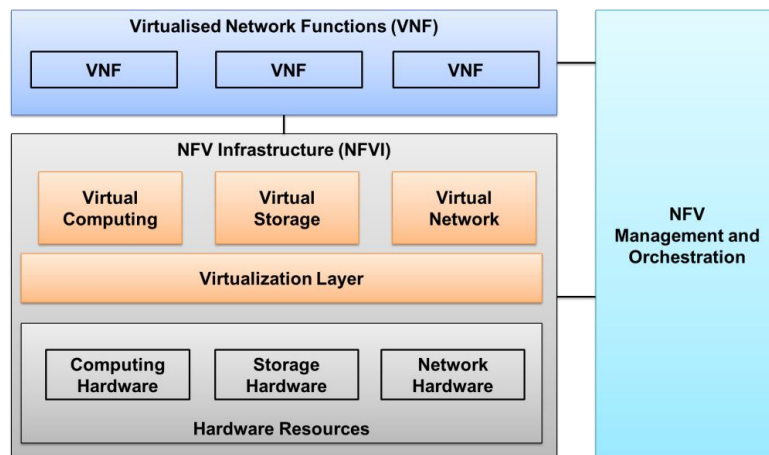 Virtualised Network Functions (VNF)
VNF
VNF
VNF
NFV Infrastructure (NFVI)
Virtual
Computing
Virtual
Storage
Virtual
Network
Virtualization Layer
Computing
Hardware
Storage
Hardware
Network
Hardware
Hardware Resources
NFV
Management and
Orchestration